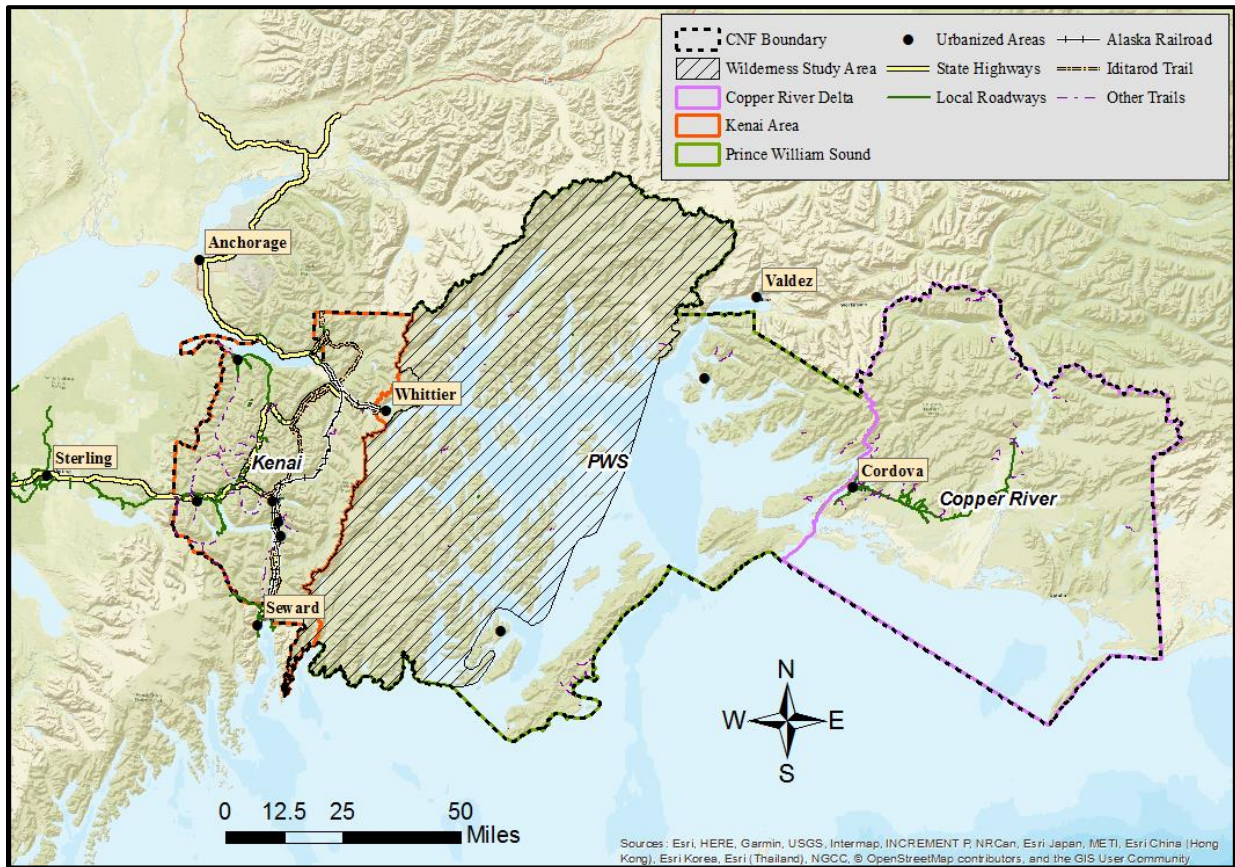 CNF Boundary
Wilderness Study Area
Copper River Delta
Kenai Area
Prince William Sound
Urbanized Areas
State Highways
Local Roadways
Alaska Railroad
Iditarod Trail
Other Trails
Anchorage
Valdez
Whittier
Sterling
Kenai
PWS
Cordova
Copper River
Seward
N
W E
S
0 12.5 25 50
Miles
Sources: Esri, HERE, Garmin, USGS, Intermap, INCREMENT P, NRCan, Esri Japan, METI, Esri China (Hong
Kong), Esri Korea, Esri (Thailand), NGCC, © OpenStreetMap contributors, and the GIS User Community